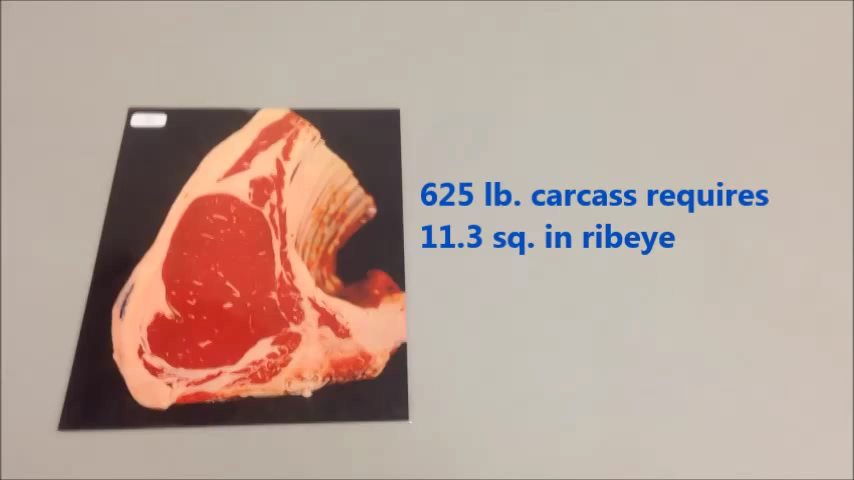 625 lb. carcass requires
11.3 sq. in ribeye